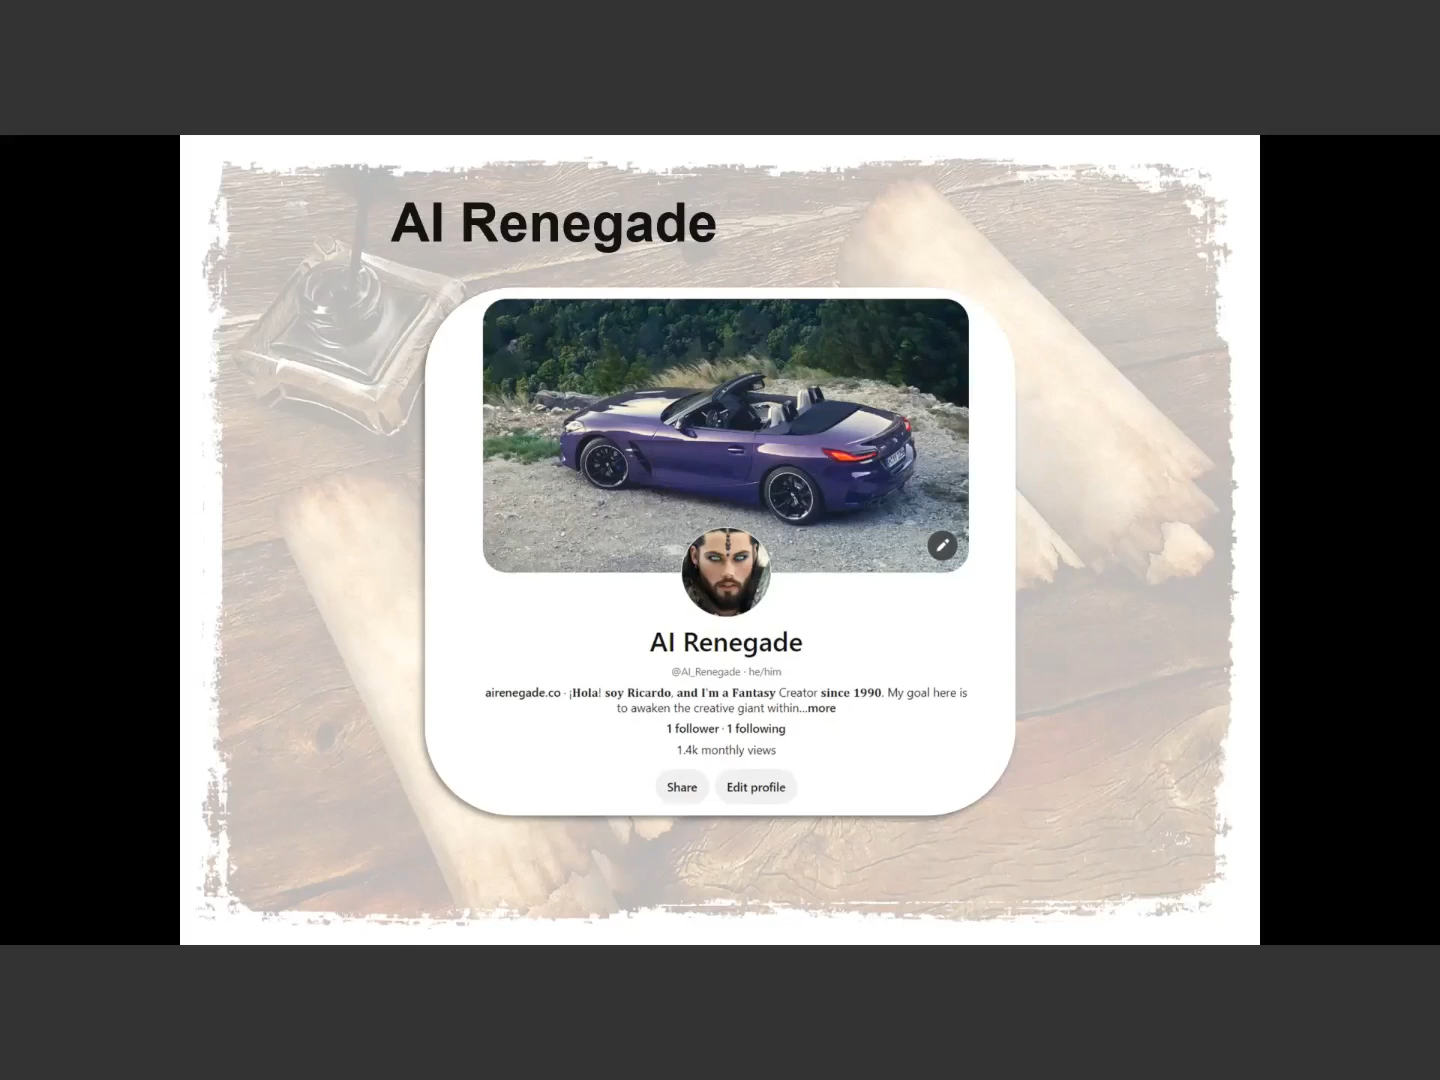 AI Renegade
AI Renegade
@AI_Renegade · he/him
airenegade.co · ¡Hola! soy Ricardo, and I'm a Fantasy Creator since 1990. My goal here is
to awaken the creative giant within...more
1 follower · 1 following
1.4k monthly views
Share
Edit profile